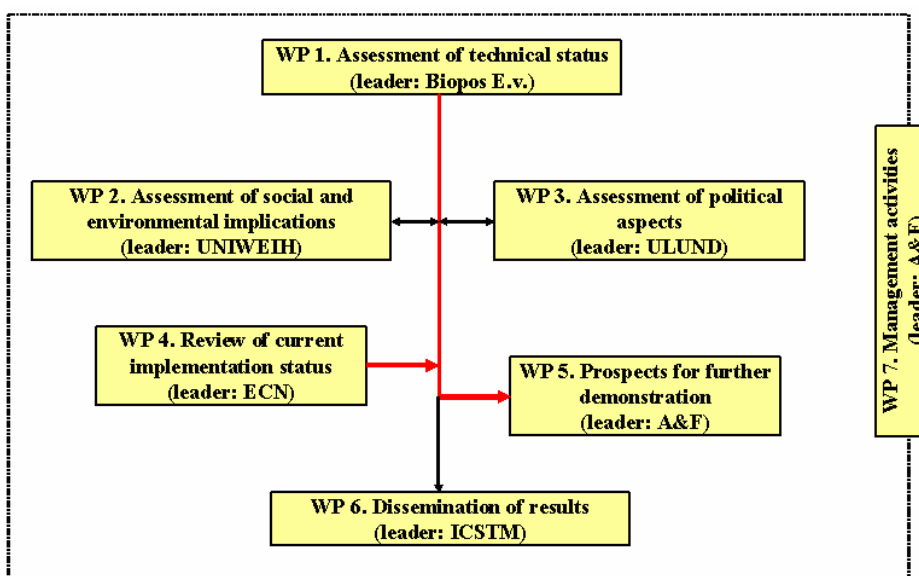 WP 1. Assessment of technical status
(leader: Biopos E.v.)
WP 2. Assessment of social and
environmental implications
(leader: UNIWEIH)
WP 3. Assessment of political
aspects
(leader: ULUND)
WP 4. Review of current
implementation status
(leader: ECN)
WP 5. Prospects for further
demonstration
(leader: A&F)
WP 6. Dissemination of results
(leader: ICSTM)
WP 7. Management activities
(leader: A&F)